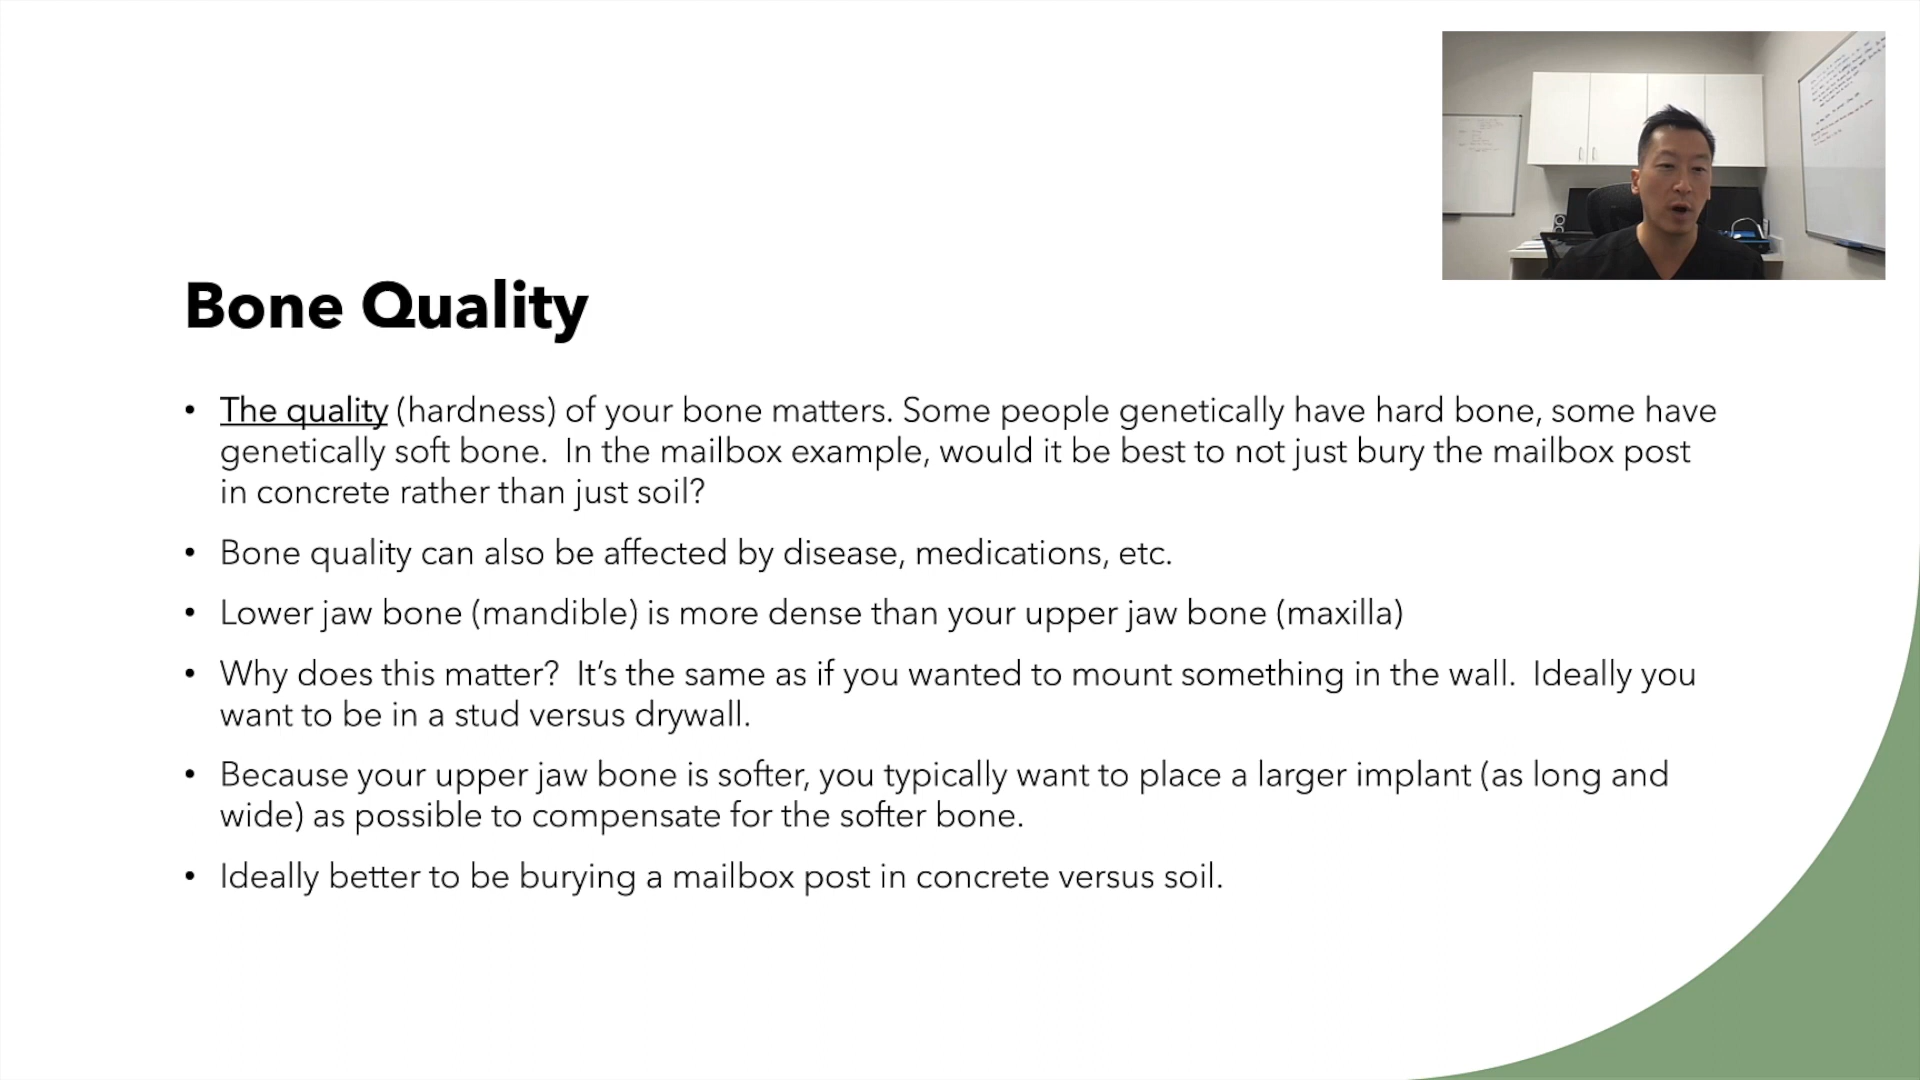 Bone Quality
• The quality (hardness) of your bone matters. Some people genetically have hard bone, some have
genetically soft bone.  In the mailbox example, would it be best to not just bury the mailbox post
in concrete rather than just soil?
• Bone quality can also be affected by disease, medications, etc.
• Lower jaw bone (mandible) is more dense than your upper jaw bone (maxilla)
• Why does this matter?  It’s the same as if you wanted to mount something in the wall.  Ideally you
want to be in a stud versus drywall.
• Because your upper jaw bone is softer, you typically want to place a larger implant (as long and
wide) as possible to compensate for the softer bone.
• Ideally better to be burying a mailbox post in concrete versus soil.